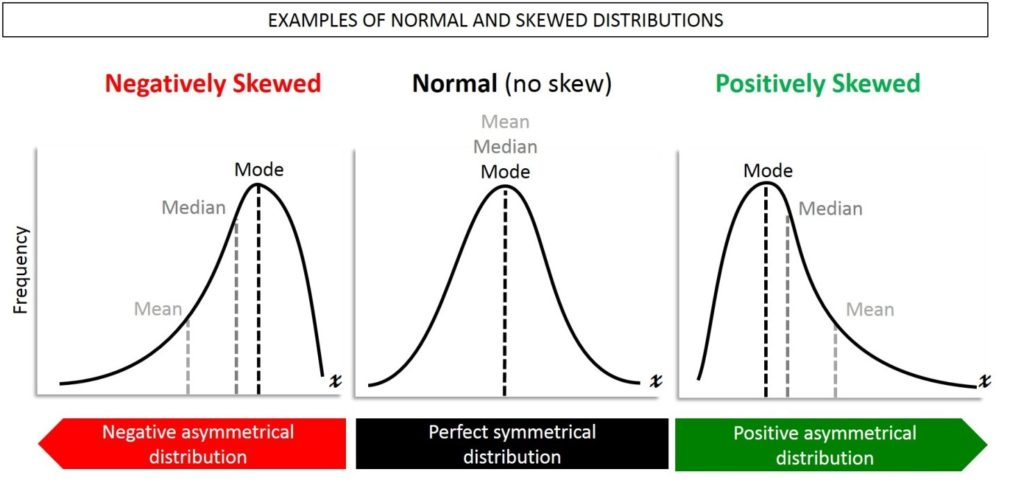 EXAMPLES OF NORMAL AND SKEWED DISTRIBUTIONS
Negatively Skewed
Normal (no skew)
Positively Skewed
Frequency
Mode
Median
Mean
x
Mean
Median
Mode
x
Mode
Median
Mean
x
Negative asymmetrical
distribution
Perfect symmetrical
distribution
Positive asymmetrical
distribution